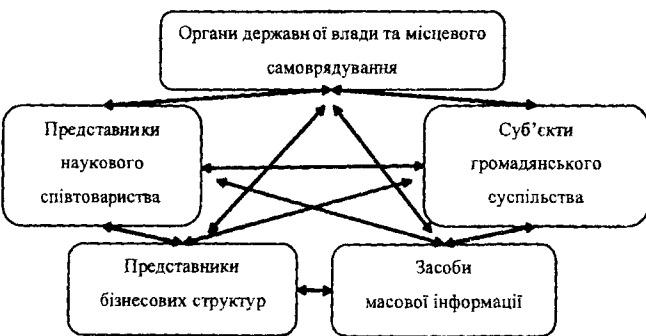 Органи державної влади та місцевого
самоврядування
Представники
наукового
співтовариства
Суб’єкти
громадянського
суспільства
Представники
бізнесових структур
Засоби
масової інформації